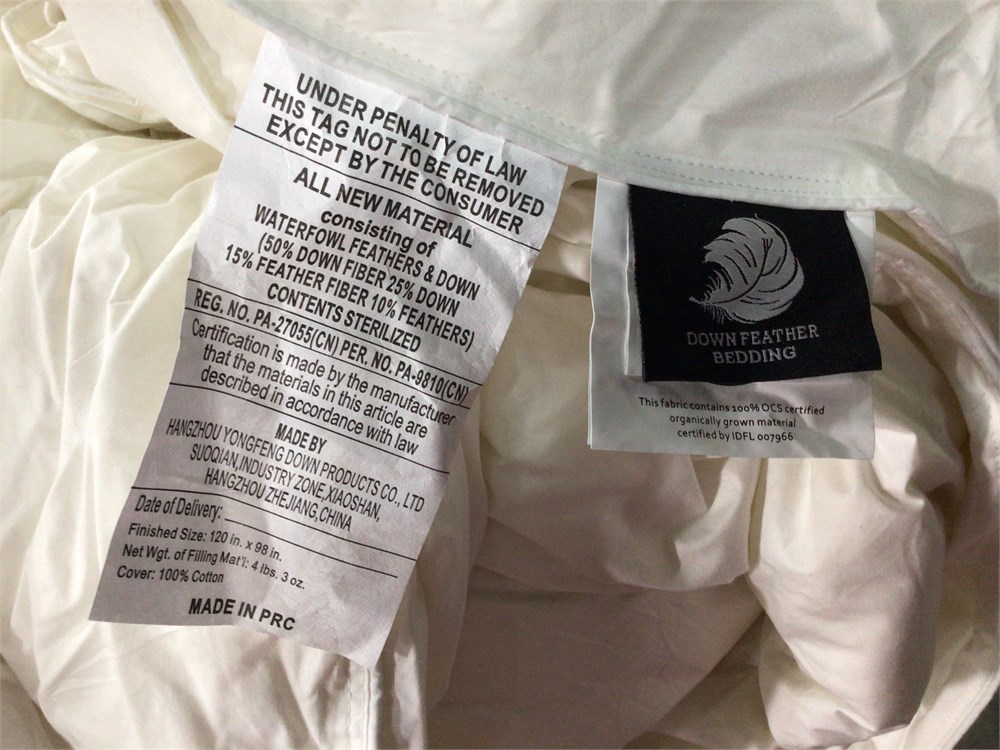 UNDER PENALTY OF LAW
THIS TAG NOT TO BE REMOVED
EXCEPT BY THE CONSUMER
ALL NEW MATERIAL
consisting of
WATERFOWL FEATHERS & DOWN
(50% DOWN FIBER 25% DOWN
15% FEATHER FIBER 10% FEATHERS)
CONTENTS STERILIZED
REG. NO. PA-27055(CN) PER. NO. PA-9810(CN)
Certification is made by the manufacturer
that the materials in this article are
described in accordance with law
MADE BY
HANGZHOU YONGFENG DOWN PRODUCTS CO., LTD
SUOQIAN,INDUSTRY ZONE,XIAOSHAN,
HANGZHOU ZHEJIANG,CHINA
Date of Delivery:
Finished Size: 120 in. x 98 in.
Net Wgt. of Filling Mat'l: 4 lbs. 3 oz.
Cover: 100% Cotton
MADE IN PRC
DOWN FEATHER
BEDDING
This fabric contains 100% OCS certified
organically grown material
certified by IDFL 007966